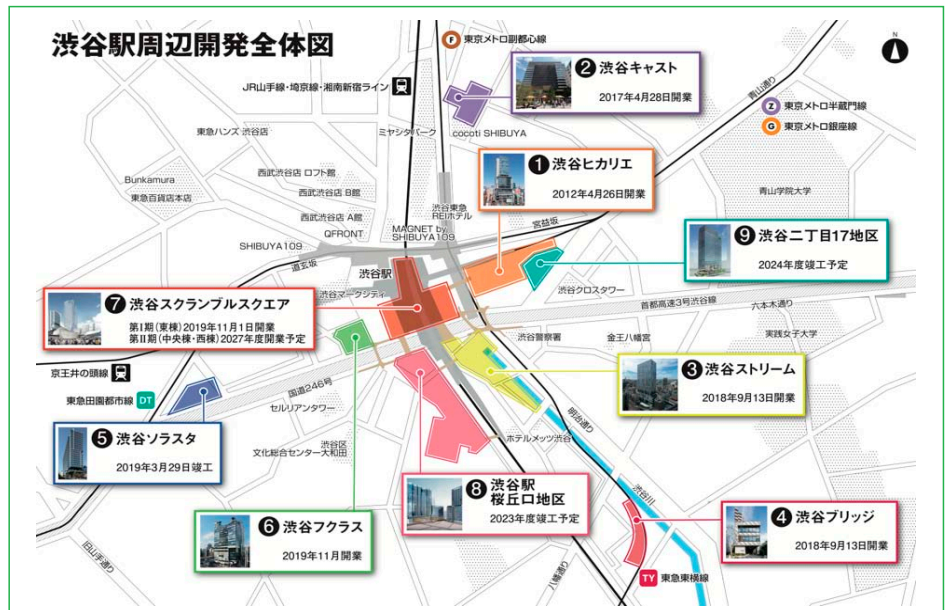 渋谷駅周辺開発全体図
F 東京メトロ副都心線
N
JR山手線・埼京線・湘南新宿ライン
❷ 渋谷キャスト
2017年4月28日開業
青山通り
Z 東京メトロ半蔵門線
G 東京メトロ銀座線
東急ハンズ 渋谷店
ミヤシタパーク
cocoti SHIBUYA
西武渋谷店 ロフト館
Bunkamura
東急百貨店本店
西武渋谷店 B館
❶ 渋谷ヒカリエ
2012年4月26日開業
青山学院大学
西武渋谷店 A館
渋谷東急
REIホテル
QFRONT
MAGNET by
SHIBUYA109
宮益坂
SHIBUYA109
道玄坂
渋谷駅
❾ 渋谷二丁目17地区
2024年度竣工予定
渋谷マークシティ
渋谷クロスタワー
首都高速3号渋谷線
六本木通り
❼ 渋谷スクランブルスクエア
第Ⅰ期(東棟)2019年11月1日開業
第Ⅱ期(中央棟・西棟)2027年度開業予定
渋谷警察署
金王八幡宮
実践女子大学
京王井の頭線
東急田園都市線 DT
国道246号
セルリアンタワー
❸ 渋谷ストリーム
2018年9月13日開業
明治通り
❺ 渋谷ソラスタ
2019年3月29日竣工
渋谷区
文化総合センター大和田
ホテルメッツ渋谷
❽ 渋谷駅
桜丘口地区
2023年度竣工予定
渋谷川
❻ 渋谷フクラス
2019年11月開業
❹ 渋谷ブリッジ
2018年9月13日開業
旧山手通り
八幡通り
TY 東急東横線